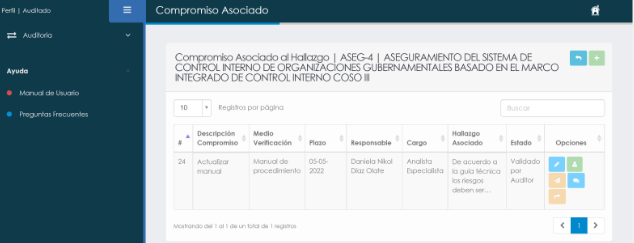 Perfil | Auditado
Compromiso Asociado
Auditoria
Ayuda
Manual de Usuario
Preguntas Frecuentes
Compromiso Asociado al Hallazgo | ASEG-4 | ASEGURAMIENTO DEL SISTEMA DE
CONTROL INTERNO DE ORGANIZACIONES GUBERNAMENTALES BASADO EN EL MARCO
INTEGRADO DE CONTROL INTERNO COSO III
10 Registros por página
Buscar
# Descripción Compromiso Medio Verificación Plazo Responsable Cargo Hallazgo Asociado Estado Opciones
24 Actualizar manual Manual de procedimiento 05-05-2022 Daniela Nikol Díaz Olate Analista Especialista De acuerdo a la guía técnica los riesgos deben ser.... Validado por Auditor
Mostrando del 1 al 1 de un total de 1 registros
< 1 >